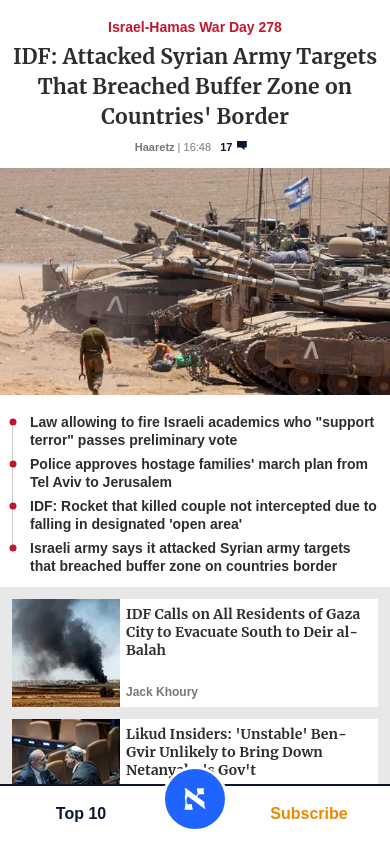 Israel-Hamas War Day 278
IDF: Attacked Syrian Army Targets
That Breached Buffer Zone on
Countries' Border
Haaretz | 16:48 17
Law allowing to fire Israeli academics who "support
terror" passes preliminary vote
Police approves hostage families' march plan from
Tel Aviv to Jerusalem
IDF: Rocket that killed couple not intercepted due to
falling in designated 'open area'
Israeli army says it attacked Syrian army targets
that breached buffer zone on countries border
IDF Calls on All Residents of Gaza
City to Evacuate South to Deir al-
Balah
Jack Khoury
Likud Insiders: 'Unstable' Ben-
Gvir Unlikely to Bring Down
Netanyahu's Gov't
Top 10
Subscribe